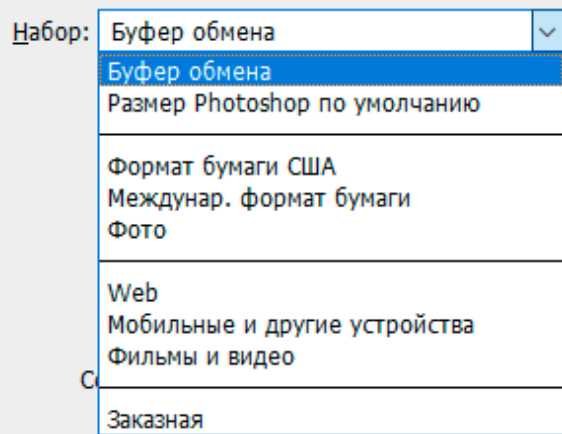 Набор: Буфер обмена
Буфер обмена
Размер Photoshop по умолчанию
Формат бумаги США
Междунар. формат бумаги
Фото
Web
Мобильные и другие устройства
Фильмы и видео
Заказная